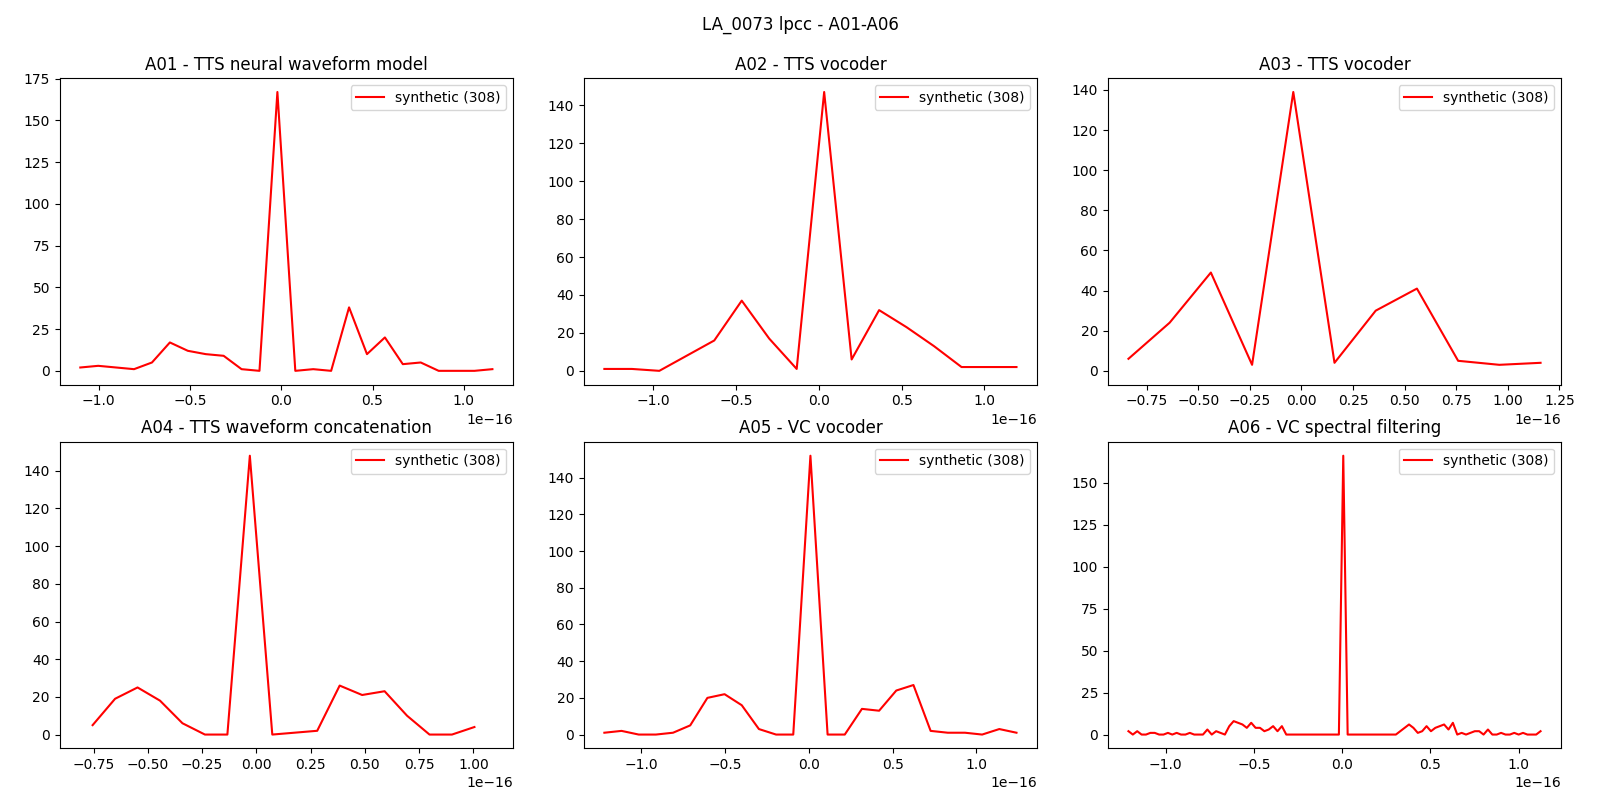 LA_0073 lpcc - A01-A06
A01 - TTS neural waveform model
synthetic (308)
175
150
125
100
75
50
25
0
−1.0 −0.5 0.0 0.5 1.0
1e−16
A02 - TTS vocoder
synthetic (308)
140
120
100
80
60
40
20
0
−1.0 −0.5 0.0 0.5 1.0
1e−16
A03 - TTS vocoder
synthetic (308)
140
120
100
80
60
40
20
0
−0.75 −0.50 −0.25 0.00 0.25 0.50 0.75 1.00 1.25
1e−16
A04 - TTS waveform concatenation
synthetic (308)
140
120
100
80
60
40
20
0
−0.75 −0.50 −0.25 0.00 0.25 0.50 0.75 1.00
1e−16
A05 - VC vocoder
synthetic (308)
140
120
100
80
60
40
20
0
−1.0 −0.5 0.0 0.5 1.0
1e−16
A06 - VC spectral filtering
synthetic (308)
150
125
100
75
50
25
0
−1.0 −0.5 0.0 0.5 1.0
1e−16